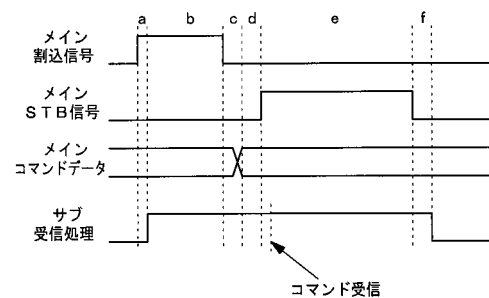 a b c d e f
メイン
割込信号
メイン
STB信号
メイン
コマンドデータ
サブ
受信処理
コマンド受信